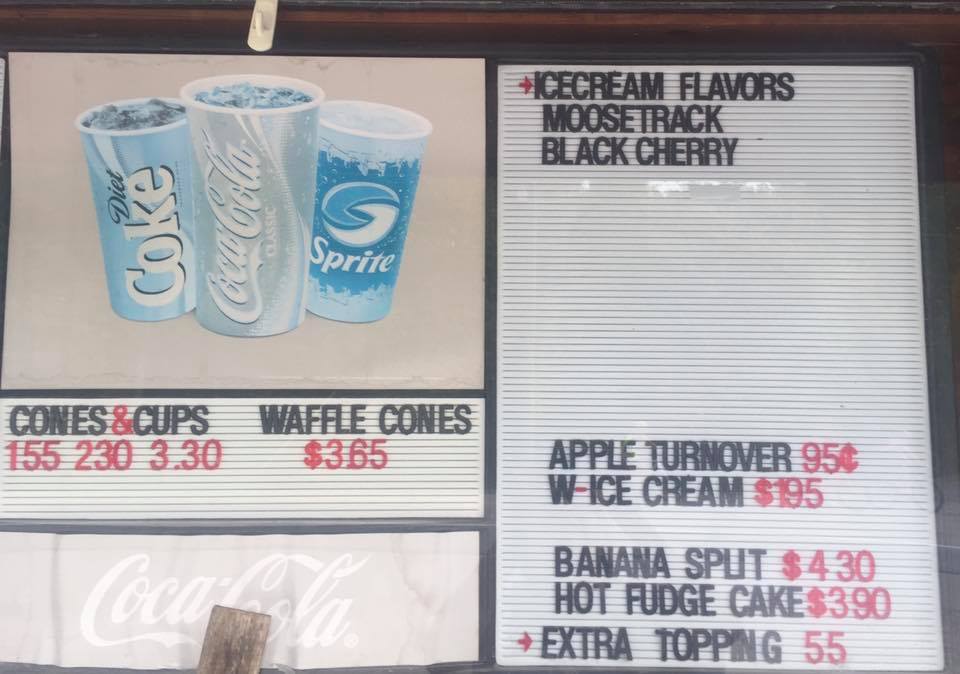 Diet Coke
Coca-Cola
CLASSIC
Sprite
CONES & CUPS WAFFLE CONES
155 230 3.30 $3.65
Coca-Cola®
→ICECREAM FLAVORS
MOOSETRACK
BLACK CHERRY
APPLE TURNOVER 95¢
W-ICE CREAM $195
BANANA SPLIT $4.30
HOT FUDGE CAKE $3.90
→EXTRA TOPPING 55